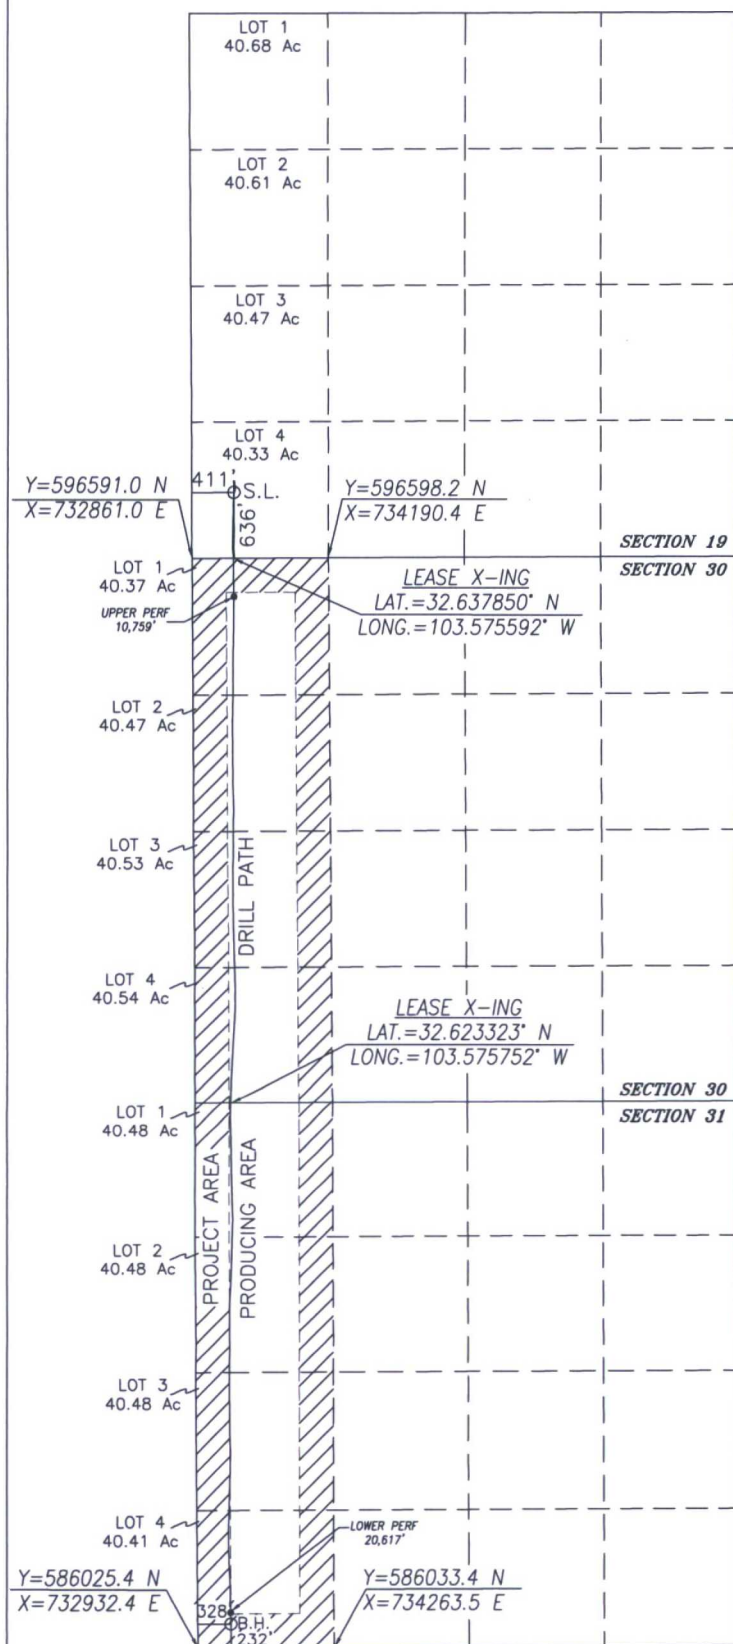 LOT 1
40.68 Ac
LOT 2
40.61 Ac
LOT 3
40.47 Ac
LOT 4
40.33 Ac
411'
S.L.
636'
Y=596591.0 N
X=732861.0 E
Y=596598.2 N
X=734190.4 E
SECTION 19
SECTION 30
LOT 1
40.37 Ac
LEASE X-ING
LAT.=32.637850° N
LONG.=103.575592° W
UPPER PERF
10,759'
LOT 2
40.47 Ac
LOT 3
40.53 Ac
DRILL PATH
LOT 4
40.54 Ac
LEASE X-ING
LAT.=32.623323° N
LONG.=103.575752° W
SECTION 30
SECTION 31
LOT 1
40.48 Ac
PROJECT AREA
PRODUCING AREA
LOT 2
40.48 Ac
LOT 3
40.48 Ac
LOT 4
40.41 Ac
LOWER PERF
20,617'
Y=586025.4 N
X=732932.4 E
Y=586033.4 N
X=734263.5 E
328'
B.H.
232'